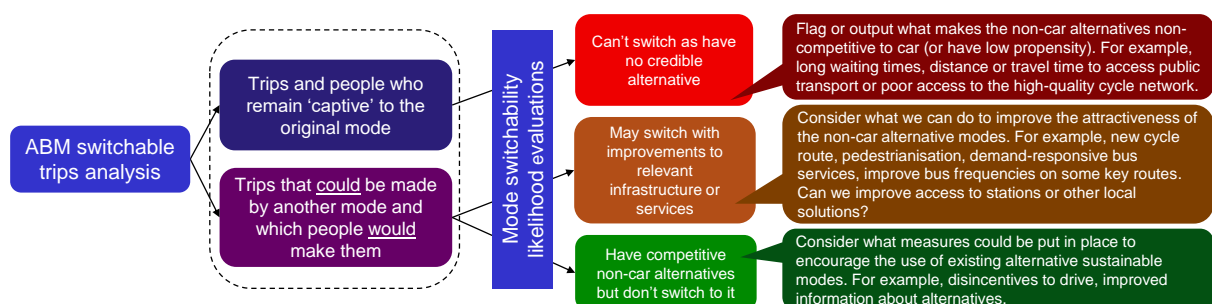 ABM switchable
trips analysis
Trips and people who
remain ‘captive’ to the
original mode
Trips that could be made
by another mode and
which people would
make them
Mode switchability
likelihood evaluations
Can’t switch as have
no credible
alternative
May switch with
improvements to
relevant
infrastructure or
services
Have competitive
non-car alternatives
but don’t switch to it
Flag or output what makes the non-car alternatives non-
competitive to car (or have low propensity). For example,
long waiting times, distance or travel time to access public
transport or poor access to the high-quality cycle network.
Consider what we can do to improve the attractiveness of
the non-car alternative modes. For example, new cycle
route, pedestrianisation, demand-responsive bus
services, improve bus frequencies on some key routes.
Can we improve access to stations or other local
solutions?
Consider what measures could be put in place to
encourage the use of existing alternative sustainable
modes. For example, disincentives to drive, improved
information about alternatives.